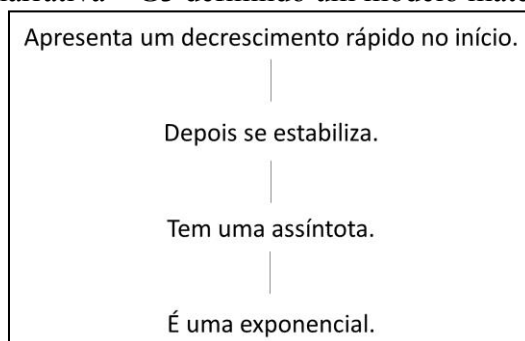 Apresenta um decrescimento rápido no início.
Depois se estabiliza.
Tem uma assíntota.
É uma exponencial.